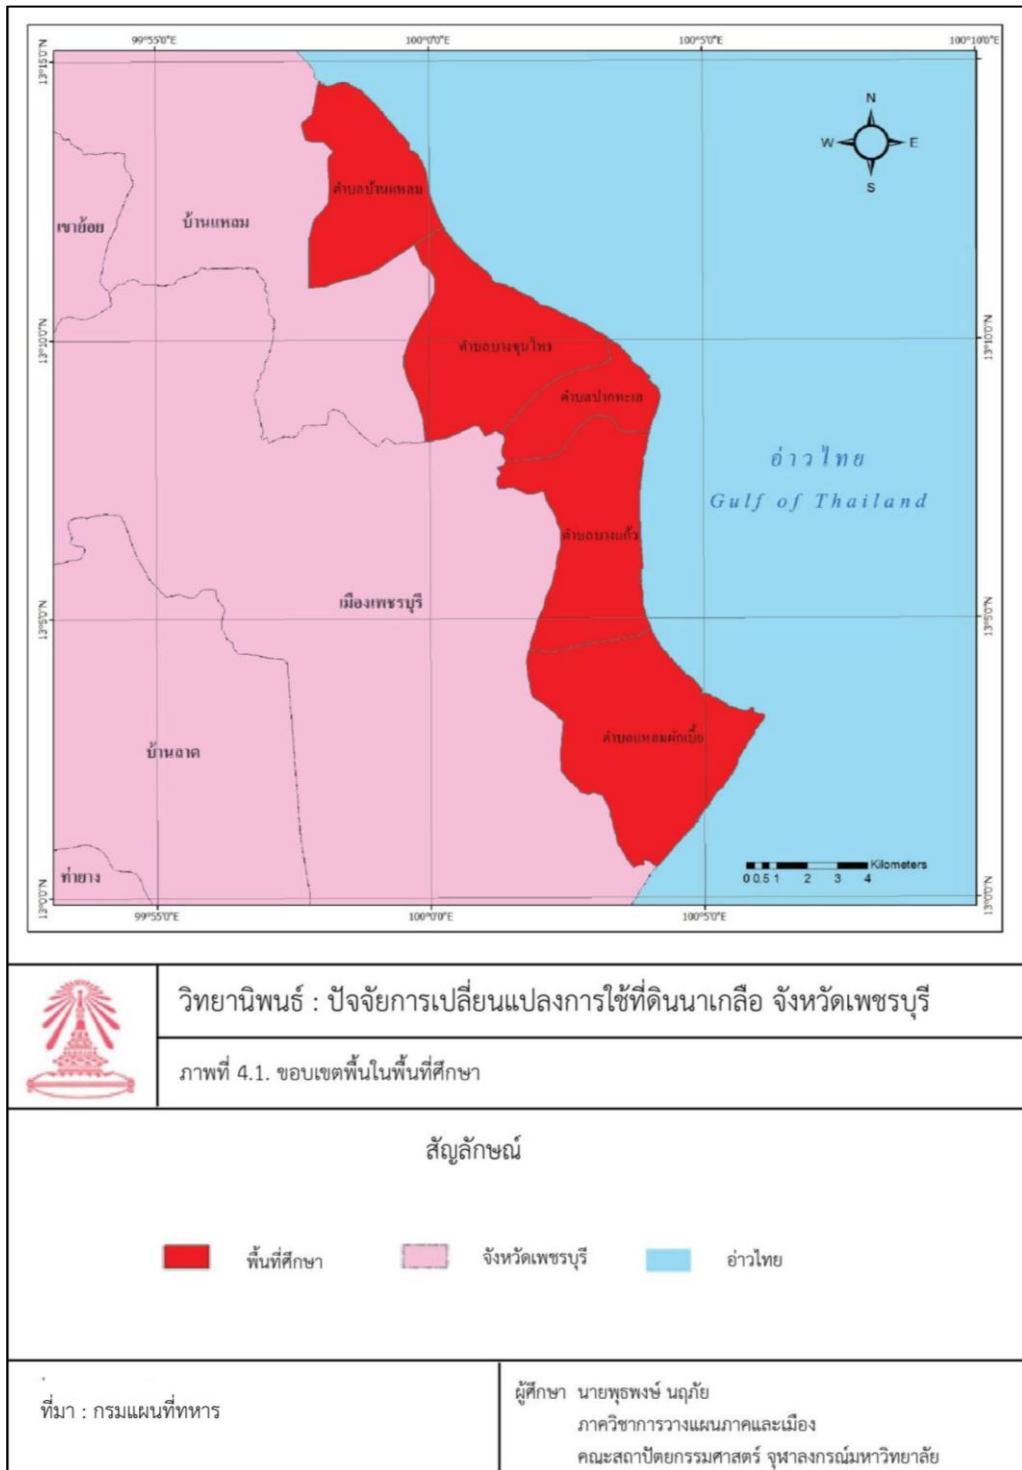 99°55'0"E 100°0'0"E 100°5'0"E 100°10'0"E
13°15'0"N
N
W E
S
ตำบลบ้านแหลม
เขาย้อย บ้านแหลม
13°10'0"N 13°10'0"N
ตำบลบางขุนไทร
ตำบลปากทะเล
อ่าวไทย
Gulf of Thailand
ตำบลบางแก้ว
เมืองเพชรบุรี
13°5'0"N 13°5'0"N
ตำบลแหลมผักเบี้ย
บ้านลาด
ท่ายาง
Kilometers
0 0.5 1 2 3 4
13°0'0"N 13°0'0"N
99°55'0"E 100°0'0"E 100°5'0"E
วิทยานิพนธ์ : ปัจจัยการเปลี่ยนแปลงการใช้ที่ดินนาเกลือ จังหวัดเพชรบุรี
ภาพที่ 4.1. ขอบเขตพื้นในพื้นที่ศึกษา
สัญลักษณ์
พื้นที่ศึกษา จังหวัดเพชรบุรี อ่าวไทย
ที่มา : กรมแผนที่ทหาร
ผู้ศึกษา นายพุธพงษ์ นฤภัย
ภาควิชาการวางแผนภาคและเมือง
คณะสถาปัตยกรรมศาสตร์ จุฬาลงกรณ์มหาวิทยาลัย